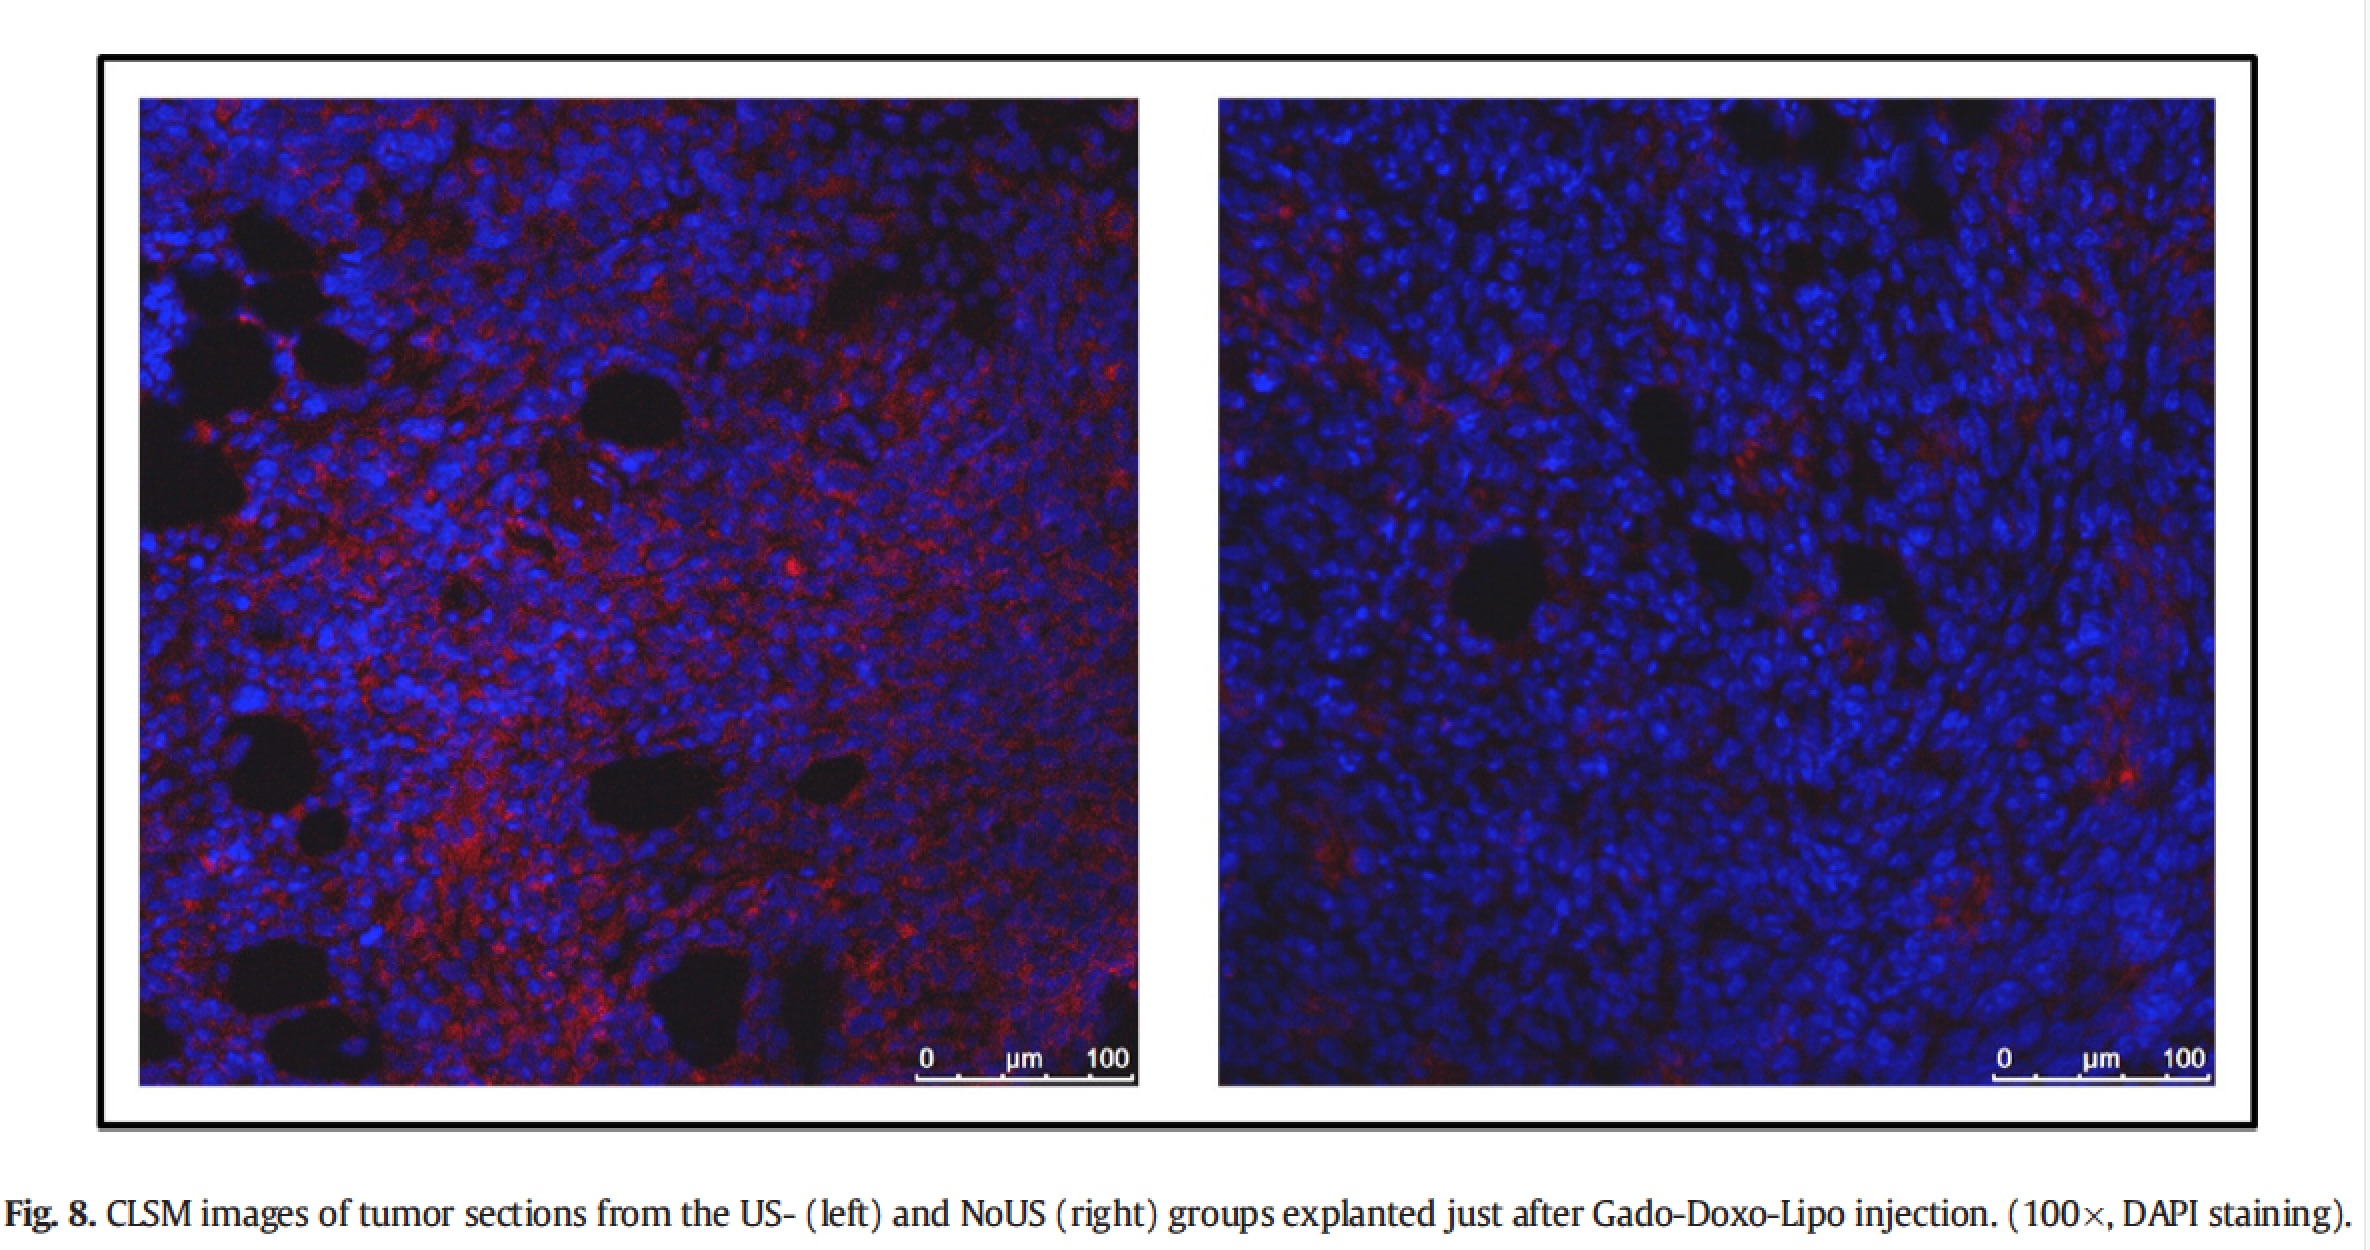 0 µm 100
0 µm 100
Fig. 8. CLSM images of tumor sections from the US- (left) and NoUS (right) groups explanted just after Gado-Doxo-Lipo injection. (100×, DAPI staining).